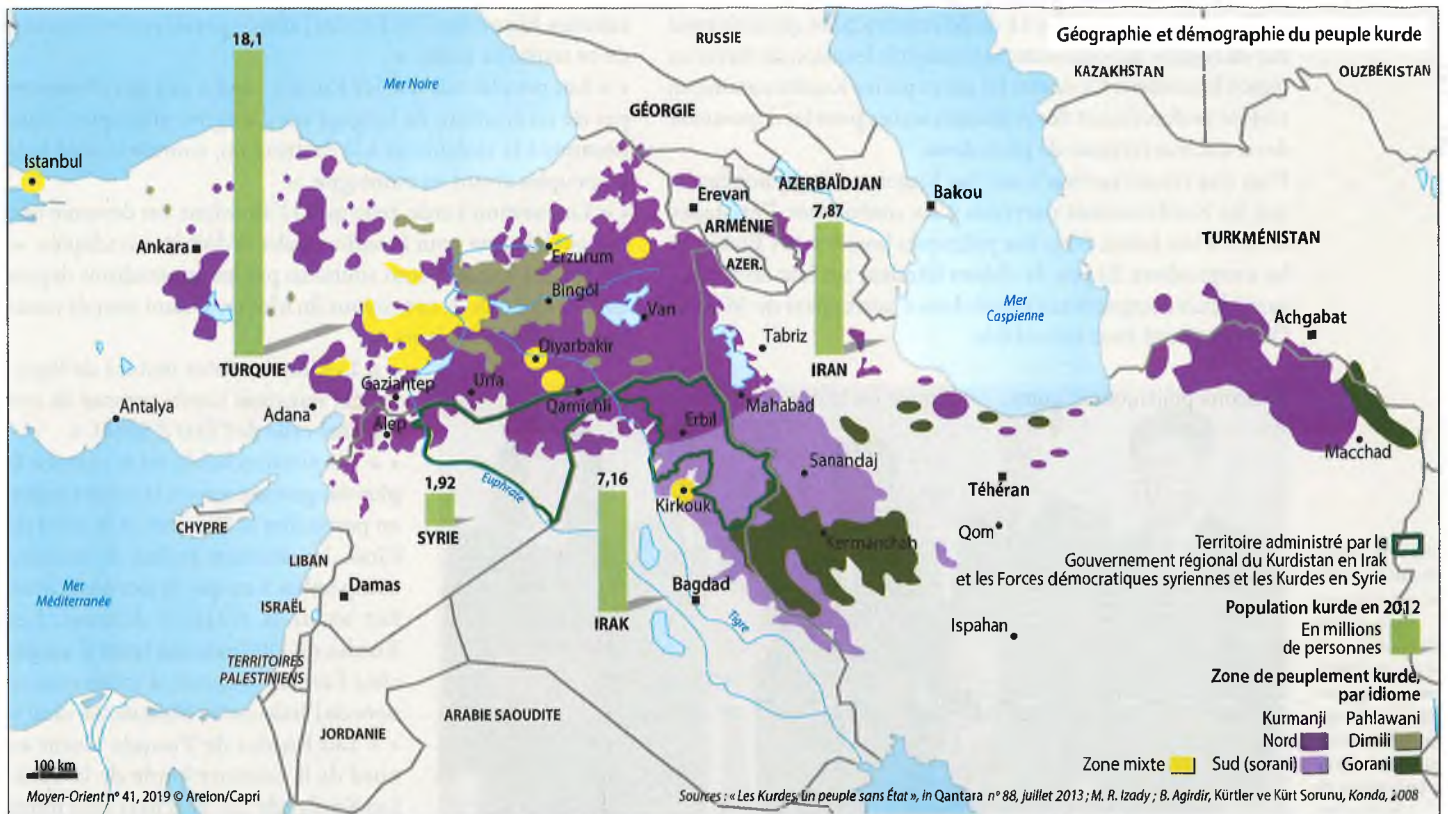 Géographie et démographie du peuple kurde
18,1
RUSSIE
Mer Noire
KAZAKHSTAN
OUZBÉKISTAN
GÉORGIE
Istanbul
Erevan
AZERBAÏDJAN
Bakou
7,87
ARMÉNIE
TURKMÉNISTAN
Ankara
Erzurum
AZER.
Bingöl
Mer
Caspienne
Van
Achgabat
Tabriz
Diyarbakir
TURQUIE
IRAN
Gaziantep
Urfa
Qamichli
Mahabad
Antalya
Adana
Alep
Erbil
Macchad
Sanandaj
1,92
Euphrate
7,16
Téhéran
Kirkouk
CHYPRE
SYRIE
Qom
Kermanchah
LIBAN
Mer
Méditerranée
Damas
Bagdad
ISRAËL
IRAK
Tigre
Ispahan
TERRITOIRES
PALESTINIENS
ARABIE SAOUDITE
JORDANIE
Territoire administré par le
Gouvernement régional du Kurdistan en Irak
et les Forces démocratiques syriennes et les Kurdes en Syrie
Population kurde en 2012
En millions
de personnes
Zone de peuplement kurde,
par idiome
Kurmanji Pahlawani
Nord Dimili
Zone mixte Sud (sorani) Gorani
100 km
Moyen-Orient n° 41, 2019 © Areion/Capri
Sources : « Les Kurdes, un peuple sans État », in Qantara n° 88, juillet 2013 ; M. R. Izady ; B. Agirdir, Kürtler ve Kürt Sorunu, Konda, 2008